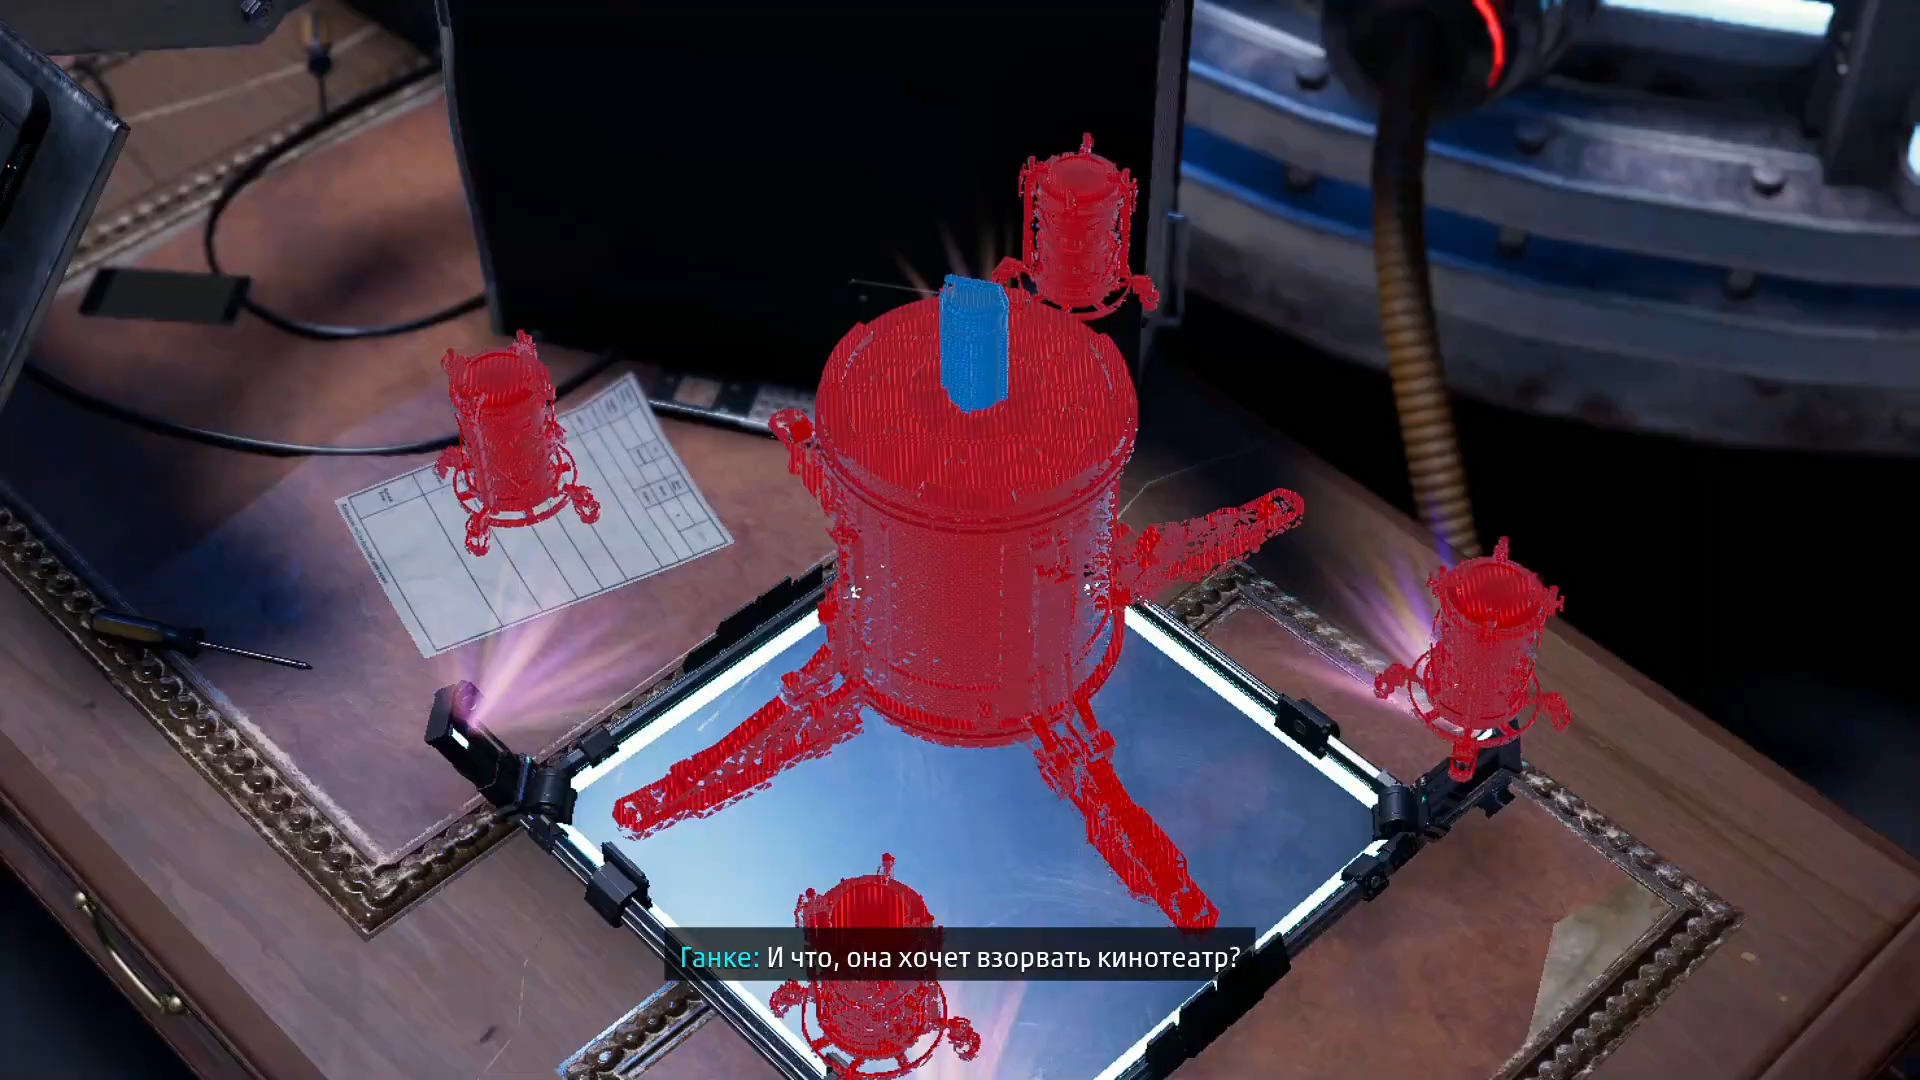 Ганке: И что, она хочет взорвать кинотеатр?